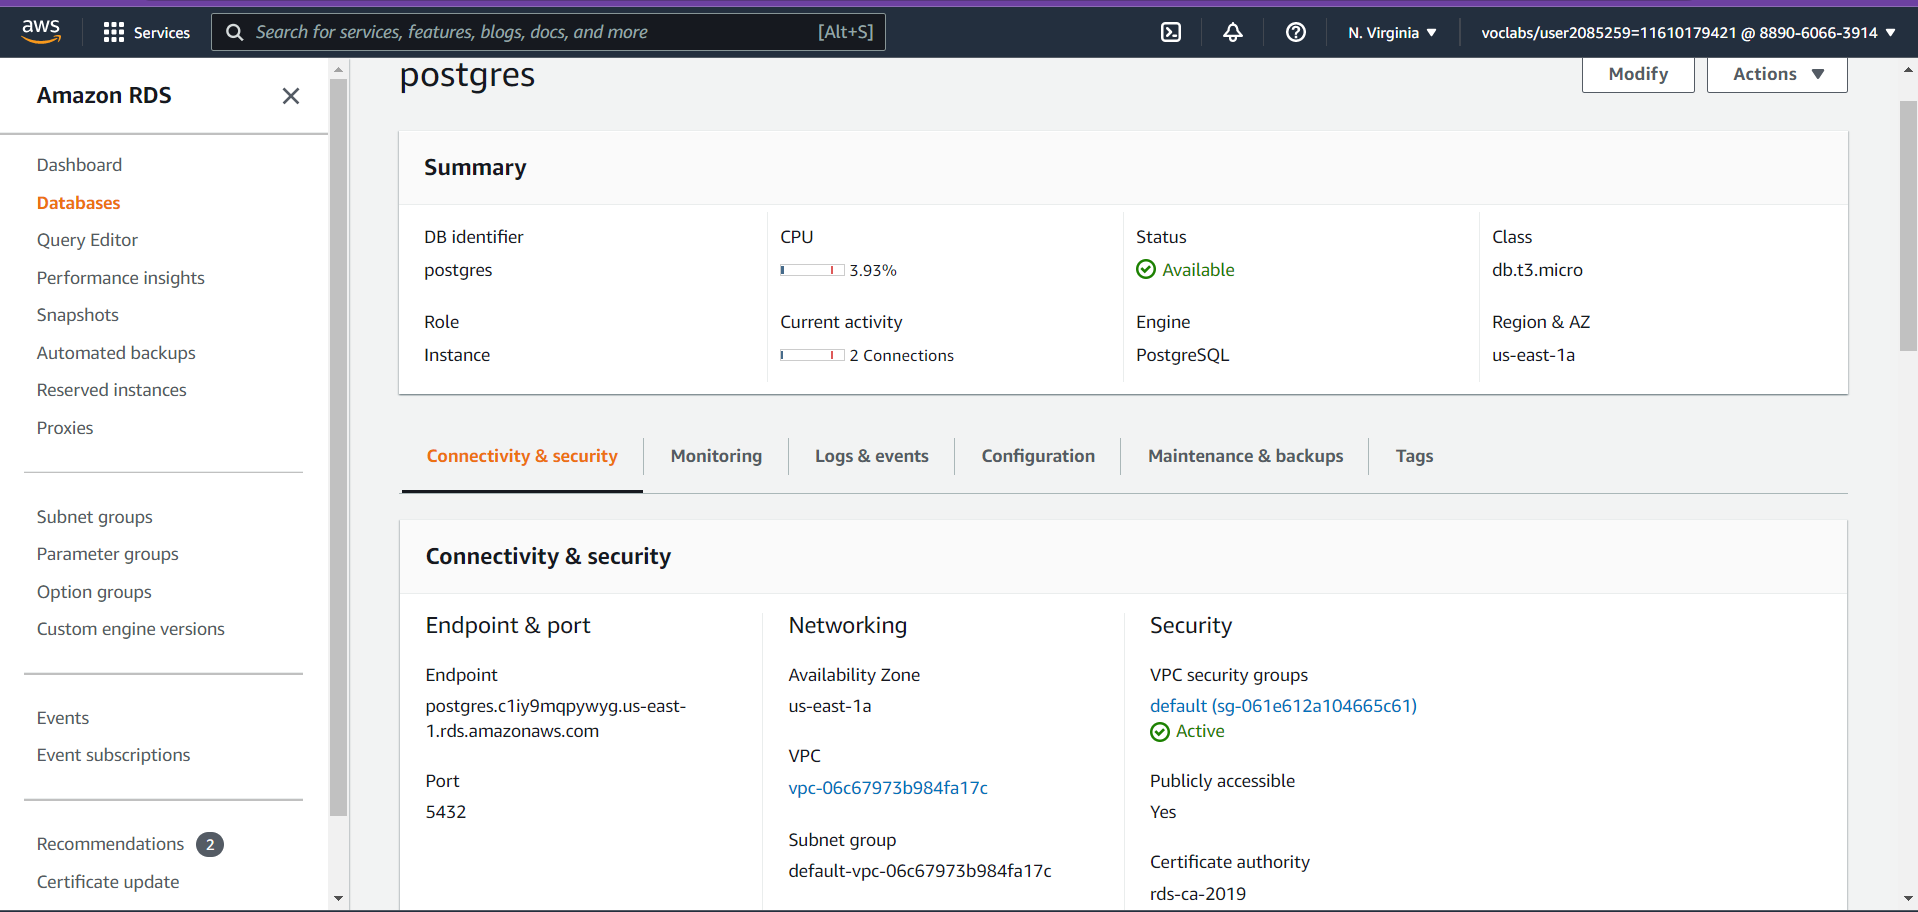 aws
Services
Search for services, features, blogs, docs, and more
[Alt+S]
N. Virginia
voclabs/user2085259=11610179421 @ 8890-6066-3914
Amazon RDS
Dashboard
Databases
Query Editor
Performance insights
Snapshots
Automated backups
Reserved instances
Proxies
Subnet groups
Parameter groups
Option groups
Custom engine versions
Events
Event subscriptions
Recommendations 2
Certificate update
postgres
Modify
Actions
Summary
DB identifier
postgres
CPU
3.93%
Status
Available
Class
db.t3.micro
Role
Instance
Current activity
2 Connections
Engine
PostgreSQL
Region & AZ
us-east-1a
Connectivity & security
Monitoring
Logs & events
Configuration
Maintenance & backups
Tags
Connectivity & security
Endpoint & port
Endpoint
postgres.c1iy9mqpywyg.us-east-
1.rds.amazonaws.com
Port
5432
Networking
Availability Zone
us-east-1a
VPC
vpc-06c67973b984fa17c
Subnet group
default-vpc-06c67973b984fa17c
Security
VPC security groups
default (sg-061e612a104665c61)
Active
Publicly accessible
Yes
Certificate authority
rds-ca-2019